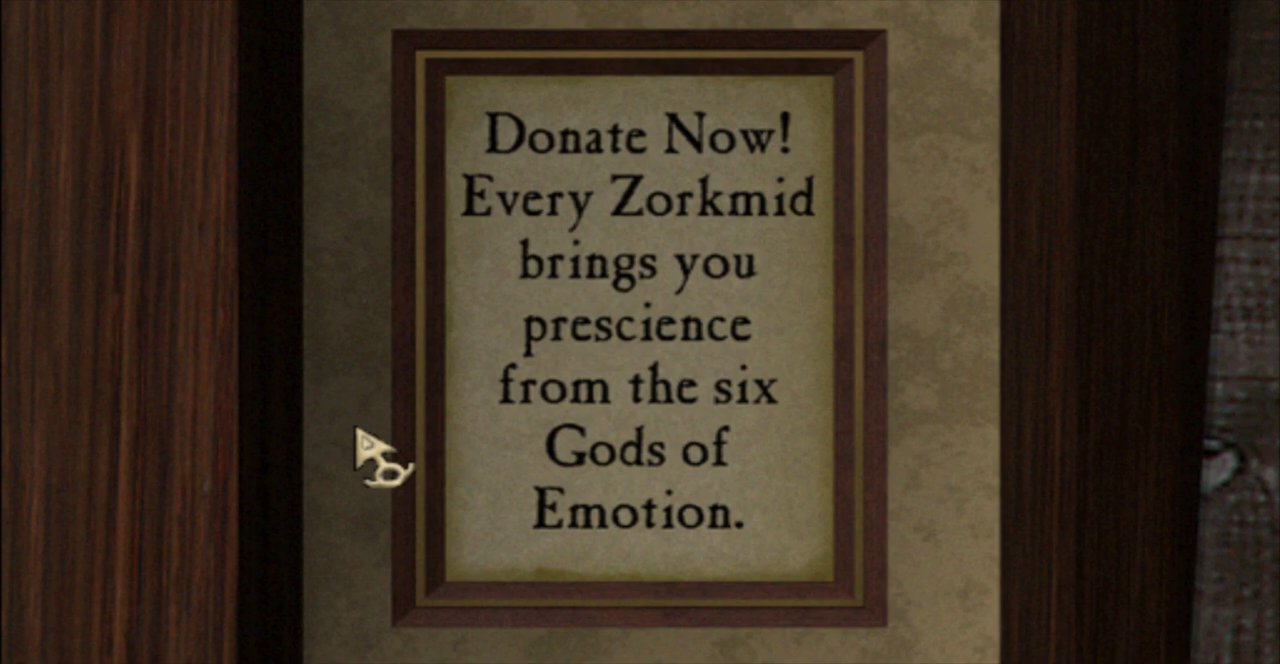 Donate Now!
Every Zorkmid
brings you
prescience
from the six
Gods of
Emotion.